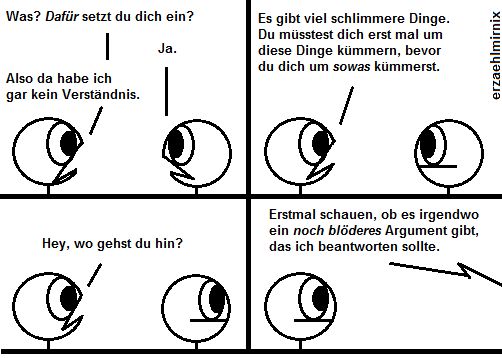 Was? Dafür setzt du dich ein?
Ja.
Also da habe ich
gar kein Verständnis.
Es gibt viel schlimmere Dinge.
Du müsstest dich erst mal um
diese Dinge kümmern, bevor
du dich um sowas kümmerst.
erzaehlmirnix
Hey, wo gehst du hin?
Erstmal schauen, ob es irgendwo
ein noch blöderes Argument gibt,
das ich beantworten sollte.